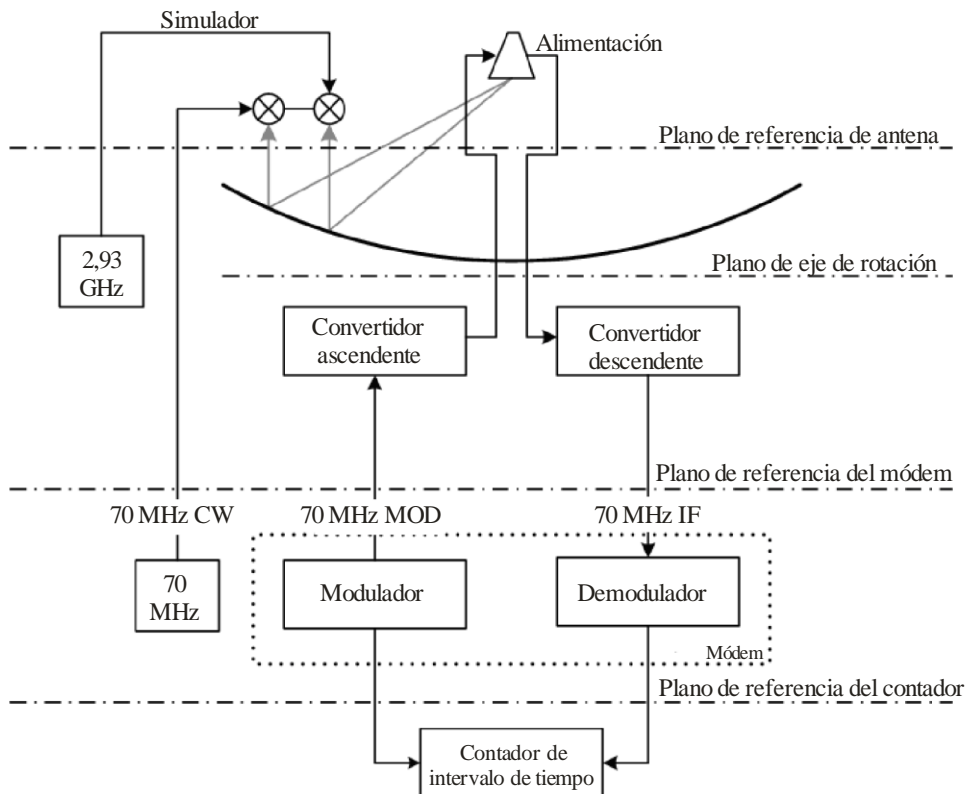 Simulador
Alimentación
Plano de referencia de antena
2,93
GHz
Plano de eje de rotación
Convertidor
ascendente
Convertidor
descendente
Plano de referencia del módem
70 MHz CW
70 MHz MOD
70 MHz IF
70
MHz
Modulador
Demodulador
Módem
Plano de referencia del contador
Contador de
intervalo de tiempo